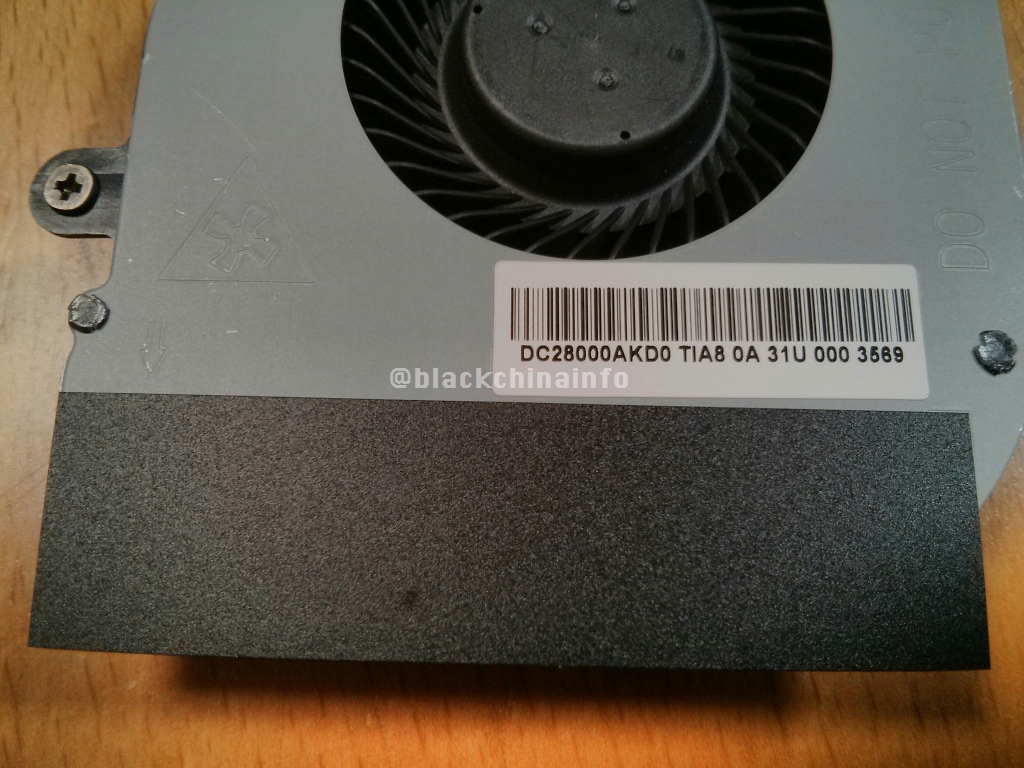 DO NOT PU
DC28000AKD0 TIA8 0A 31U 000 3569
@blackchinainfo